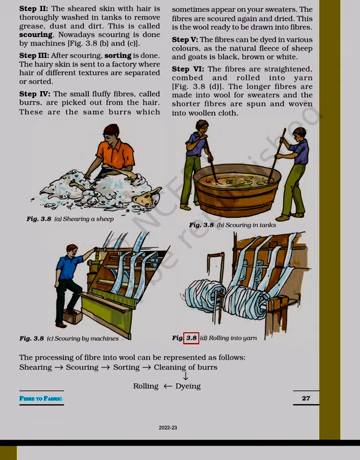 Step II: The sheared skin with hair is
thoroughly washed in tanks to remove
grease, dust and dirt. This is called
scouring. Nowadays scouring is done
by machines [Fig. 3.8 (b) and (c)].
Step III: After scouring, sorting is done.
The hairy skin is sent to a factory where
hair of different textures are separated
or sorted.
Step IV: The small fluffy fibres, called
burrs, are picked out from the hair.
These are the same burrs which
sometimes appear on your sweaters. The
fibres are scoured again and dried. This
is the wool ready to be drawn into fibres.
Step V: The fibres can be dyed in various
colours, as the natural fleece of sheep
and goats is black, brown or white.
Step VI: The fibres are straightened,
combed and rolled into yarn
[Fig. 3.8 (d)]. The longer fibres are
made into wool for sweaters and the
shorter fibres are spun and woven
into woollen cloth.
Fig. 3.8 (a) Shearing a sheep
Fig. 3.8 (b) Scouring in tanks
Fig. 3.8 (c) Scouring by machines
Fig 3.8 (d) Rolling into yarn
The processing of fibre into wool can be represented as follows:
Shearing → Scouring → Sorting → Cleaning of burrs
↓
Rolling ← Dyeing
FIBRE TO FABRIC
27
2022-23